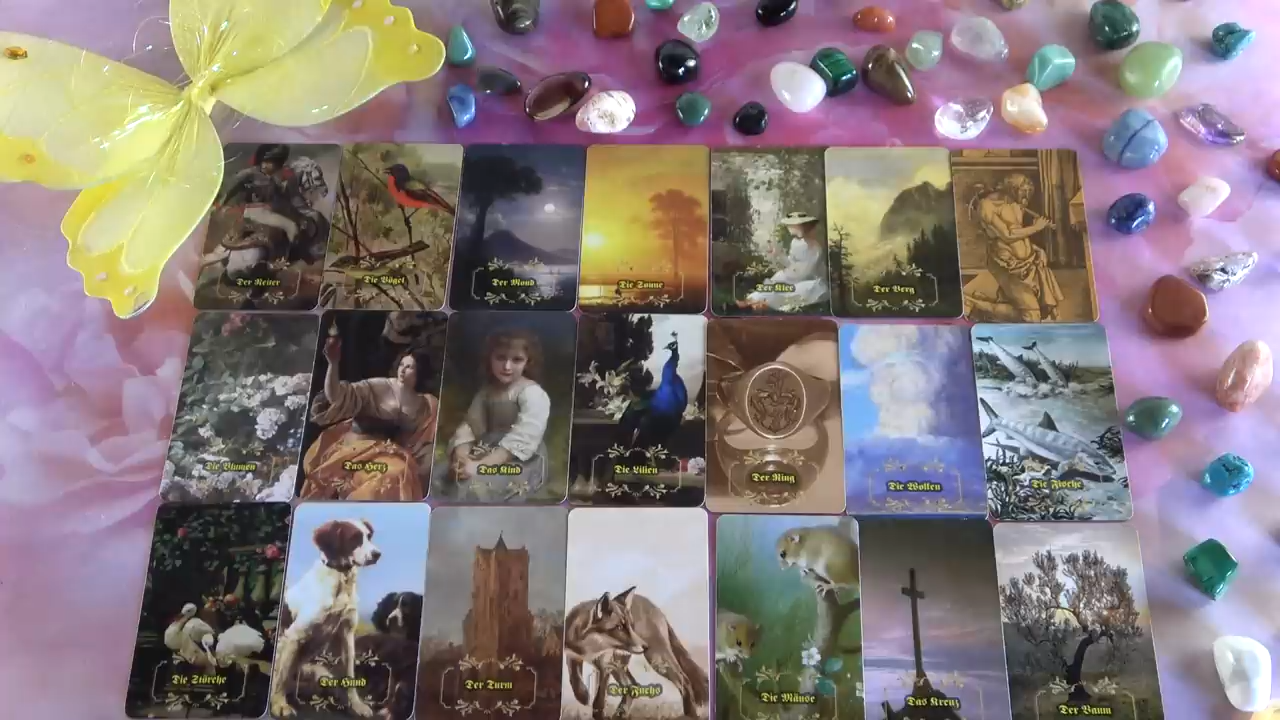 Der Reiter
Die Vögel
Der Mond
Die Sonne
Der Klee
Der Berg
Die Blumen
Das Herz
Das Kind
Die Lilien
Der Ring
Die Wolken
Die Fische
Die Störche
Der Hund
Der Turm
Der Fuchs
Die Mäuse
Das Kreuz
Der Baum